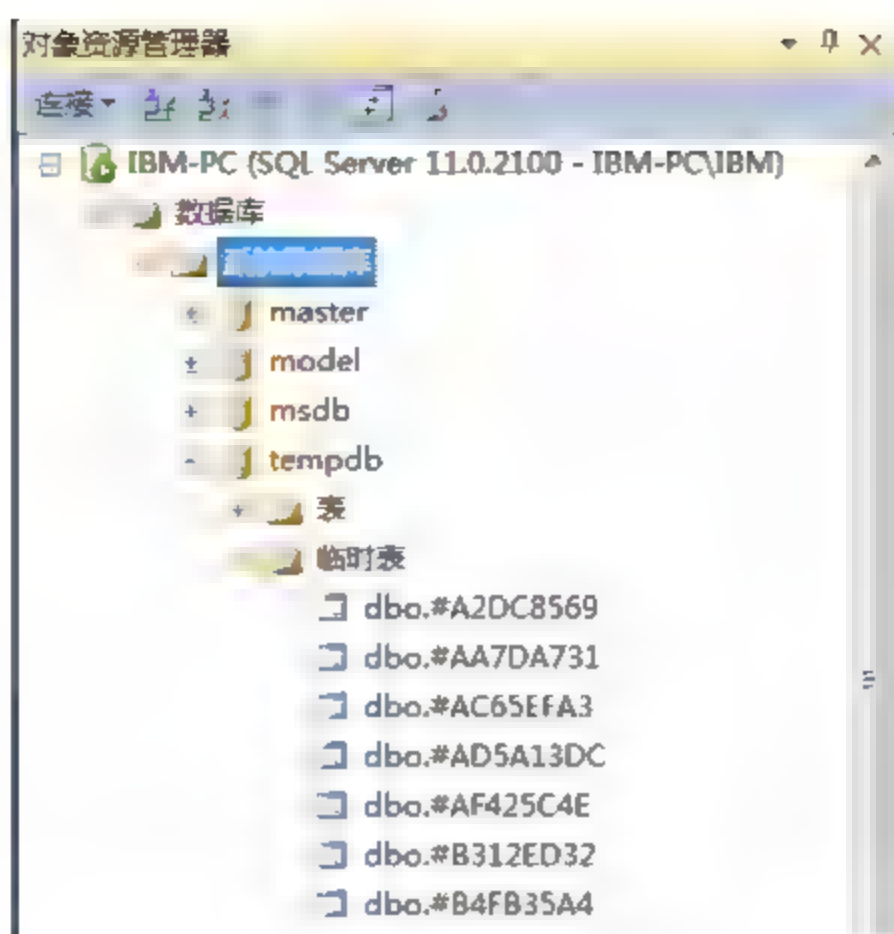 对象资源管理器
连接
IBM-PC (SQL Server 11.0.2100 - IBM-PC\IBM)
数据库
master
model
msdb
tempdb
表
临时表
dbo.#A2DC8569
dbo.#AA7DA731
dbo.#AC65EFA3
dbo.#AD5A13DC
dbo.#AF425C4E
dbo.#B312ED32
dbo.#B4FB35A4